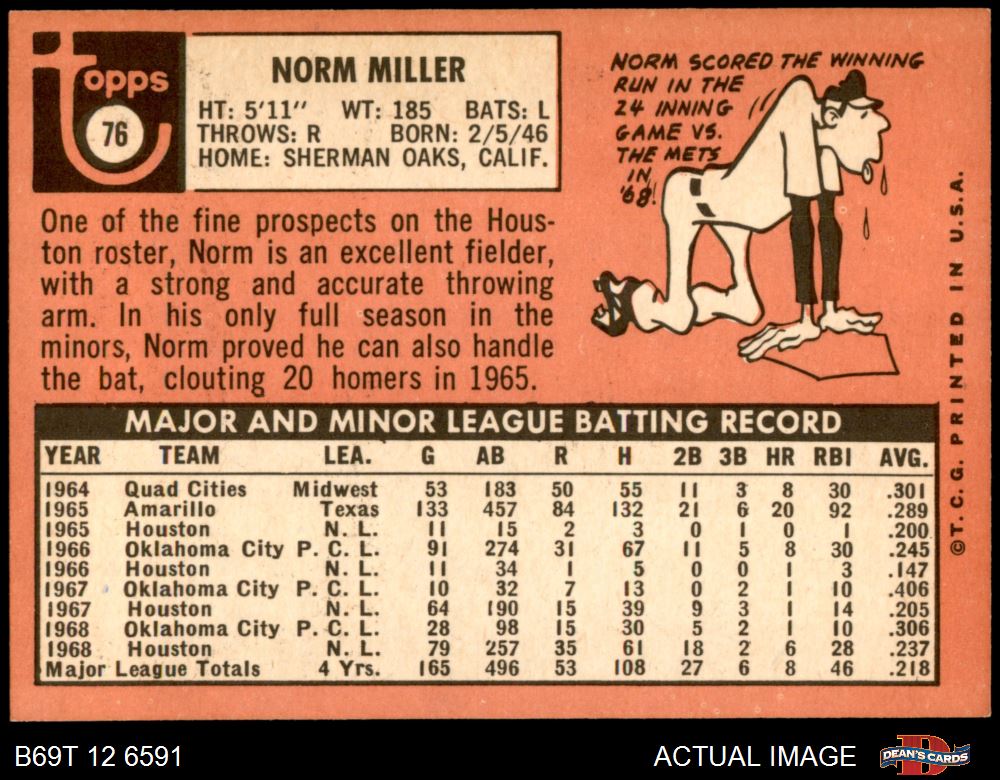 Topps
76
NORM MILLER
HT: 5'11" WT: 185 BATS: L
THROWS: R BORN: 2/5/46
HOME: SHERMAN OAKS, CALIF.
NORM SCORED THE WINNING
RUN IN THE
24 INNING
GAME VS.
THE METS
IN
'68!
One of the fine prospects on the Hous-
ton roster, Norm is an excellent fielder,
with a strong and accurate throwing
arm. In his only full season in the
minors, Norm proved he can also handle
the bat, clouting 20 homers in 1965.
MAJOR AND MINOR LEAGUE BATTING RECORD
YEAR TEAM LEA. G AB R H 2B 3B HR RBI AVG.
1964 Quad Cities Midwest 53 183 50 55 11 3 8 30 .301
1965 Amarillo Texas 133 457 84 132 21 6 20 92 .289
1965 Houston N. L. 11 15 2 3 0 1 0 1 .200
1966 Oklahoma City P. C. L. 91 274 31 67 11 5 8 30 .245
1966 Houston N. L. 11 34 1 5 0 0 1 3 .147
1967 Oklahoma City P. C. L. 10 32 7 13 0 2 1 10 .406
1967 Houston N. L. 64 190 15 39 9 3 1 14 .205
1968 Oklahoma City P. C. L. 28 98 15 30 5 2 1 10 .306
1968 Houston N. L. 79 257 35 61 18 2 6 28 .237
Major League Totals 4 Yrs. 165 496 53 108 27 6 8 46 .218
©T. C. G. PRINTED IN U.S.A.
B69T 12 6591 ACTUAL IMAGE DEAN'S CARDS